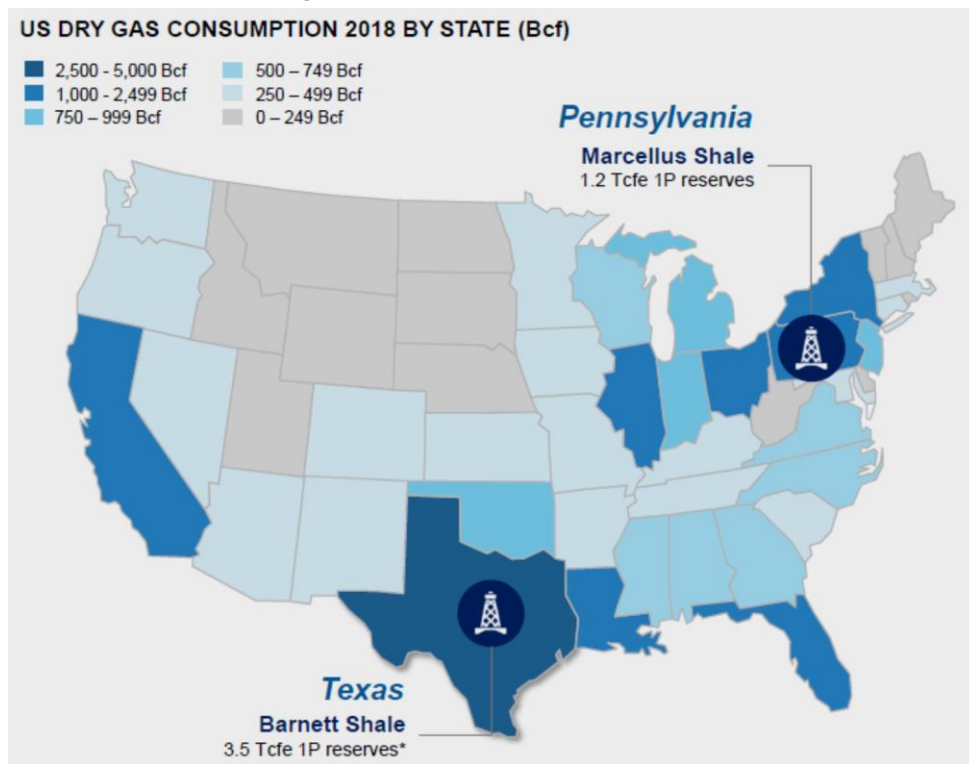 US DRY GAS CONSUMPTION 2018 BY STATE (Bcf)
2,500 - 5,000 Bcf
1,000 - 2,499 Bcf
750 – 999 Bcf
500 – 749 Bcf
250 – 499 Bcf
0 – 249 Bcf
Pennsylvania
Marcellus Shale
1.2 Tcfe 1P reserves
Texas
Barnett Shale
3.5 Tcfe 1P reserves*